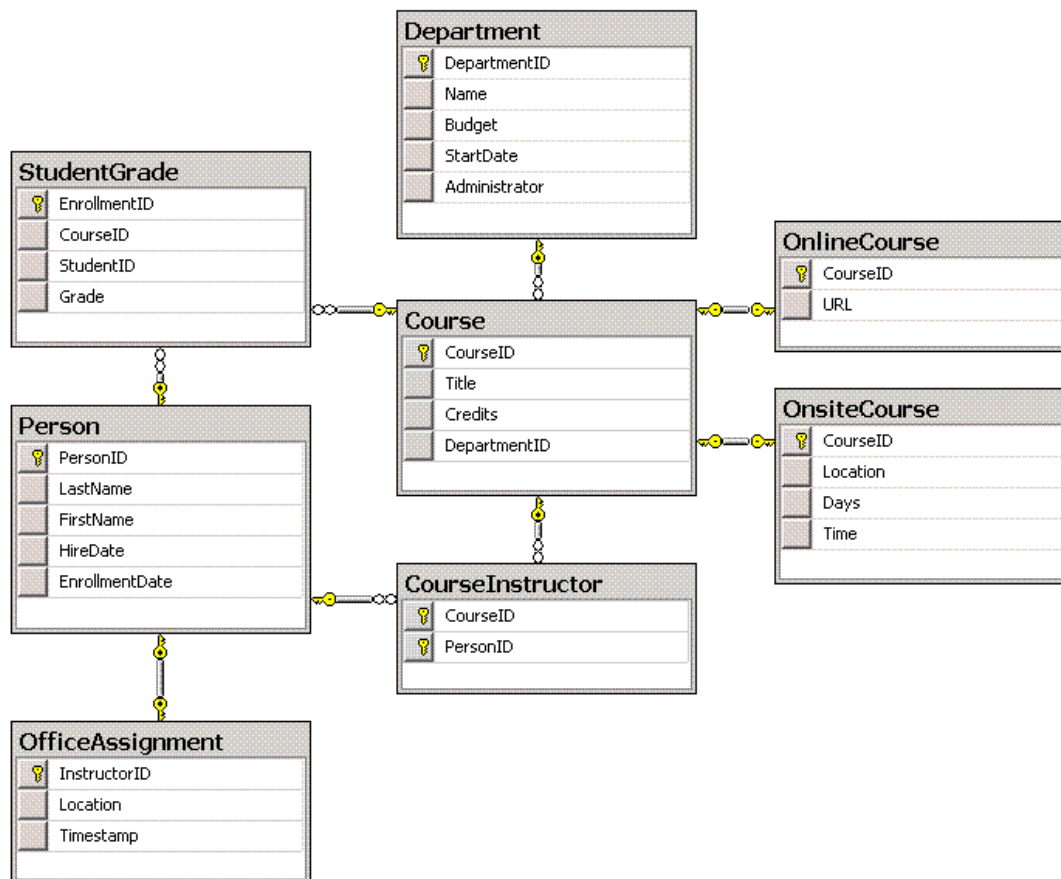 Department
DepartmentID
Name
Budget
StartDate
Administrator
StudentGrade
EnrollmentID
CourseID
StudentID
Grade
OnlineCourse
CourseID
URL
Course
CourseID
Title
Credits
DepartmentID
OnsiteCourse
CourseID
Location
Days
Time
Person
PersonID
LastName
FirstName
HireDate
EnrollmentDate
CourseInstructor
CourseID
PersonID
OfficeAssignment
InstructorID
Location
Timestamp